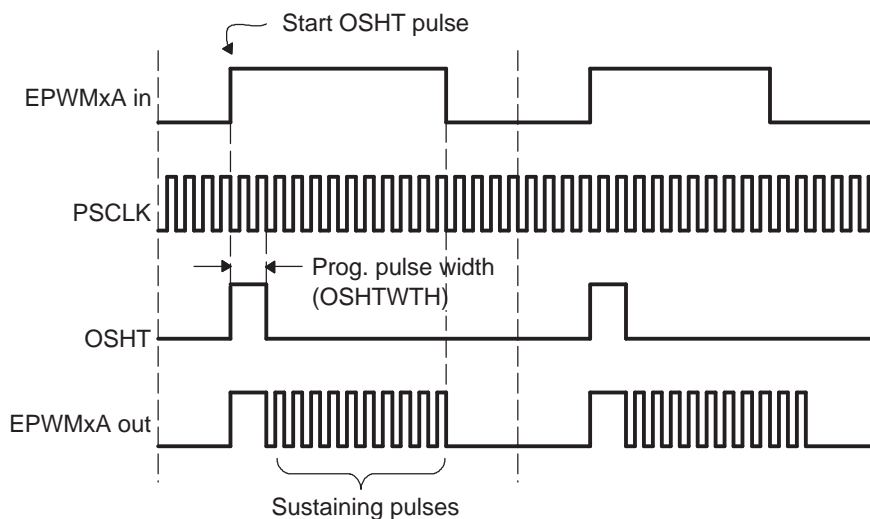 Start OSHT pulse
EPWMxA in
PSCLK
Prog. pulse width
(OSHTWTH)
OSHT
EPWMxA out
Sustaining pulses